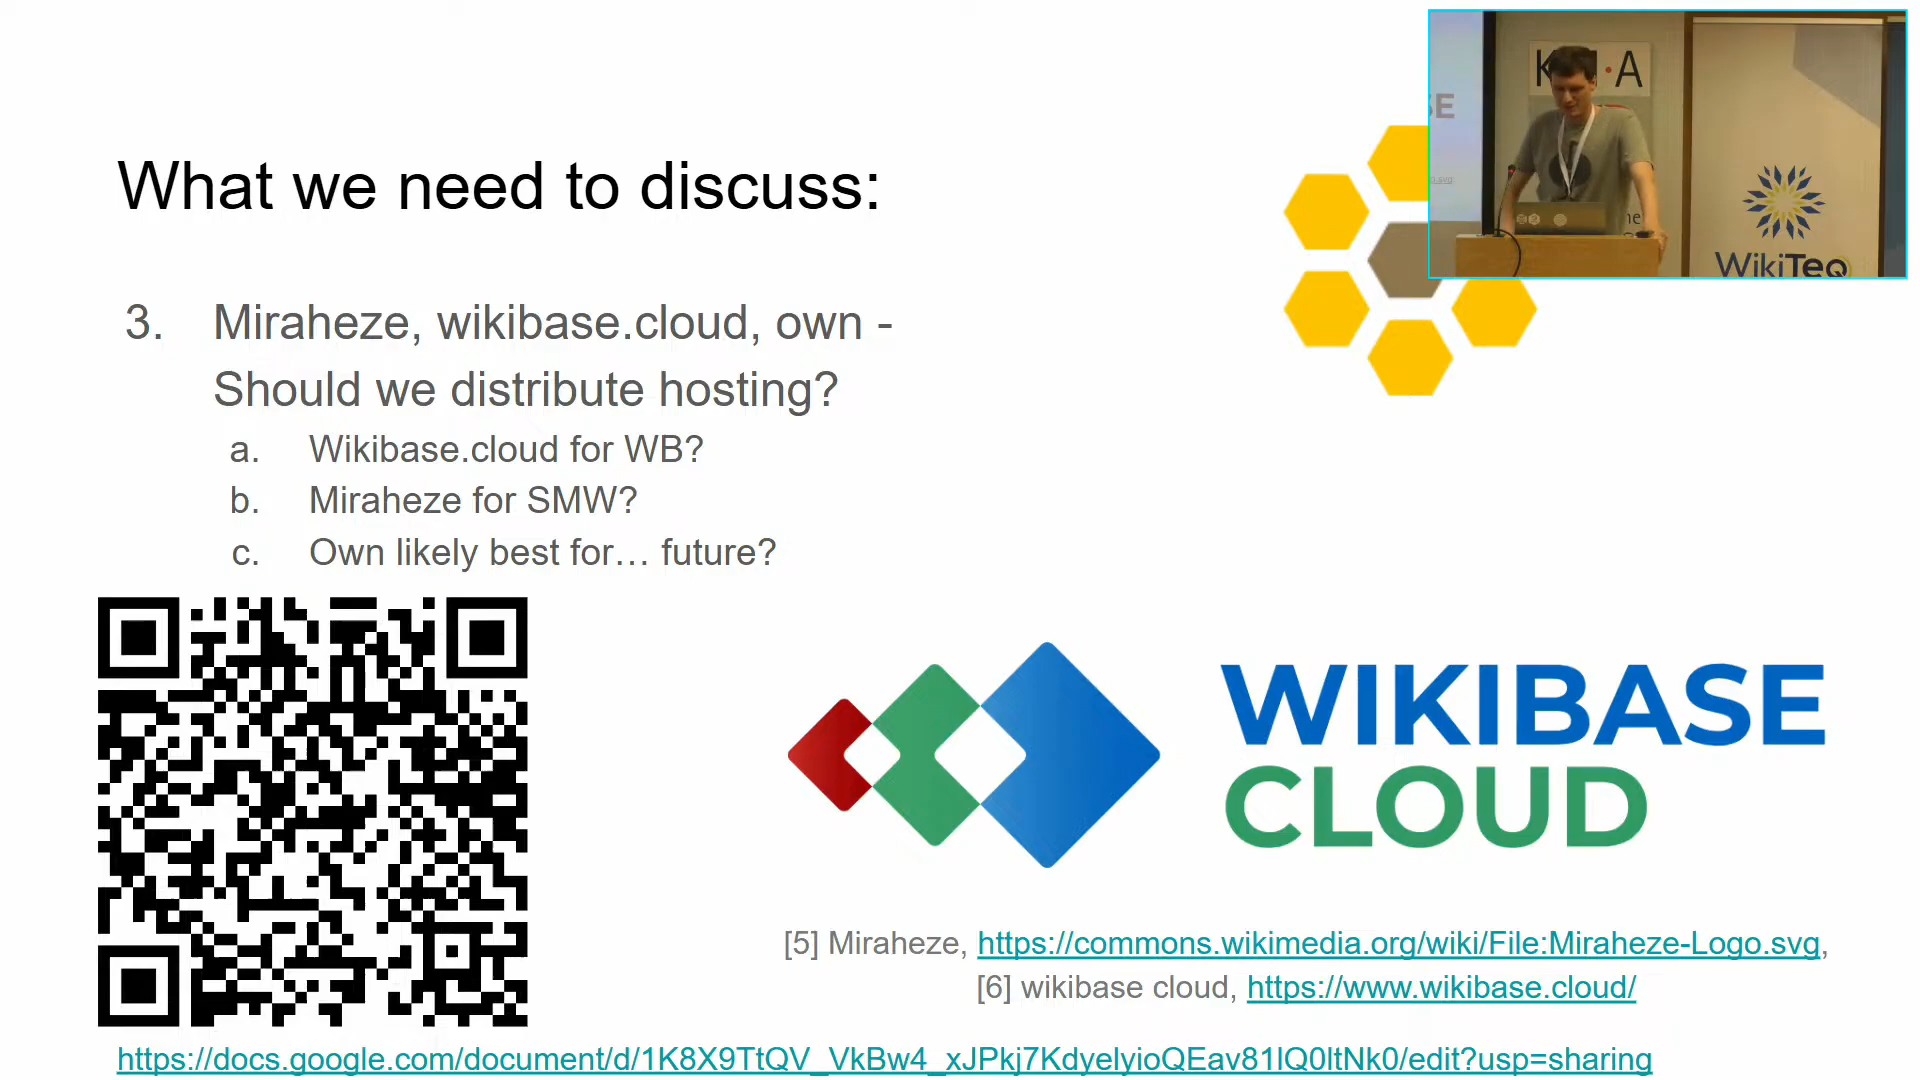 What we need to discuss:
3. Miraheze, wikibase.cloud, own -
Should we distribute hosting?
a. Wikibase.cloud for WB?
b. Miraheze for SMW?
c. Own likely best for… future?
WIKIBASE
CLOUD
[5] Miraheze, https://commons.wikimedia.org/wiki/File:Miraheze-Logo.svg,
[6] wikibase cloud, https://www.wikibase.cloud/
https://docs.google.com/document/d/1K8X9TtQV_VkBw4_xJPkj7KdyelyioQEav81lQ0ltNk0/edit?usp=sharing
WikiTeq